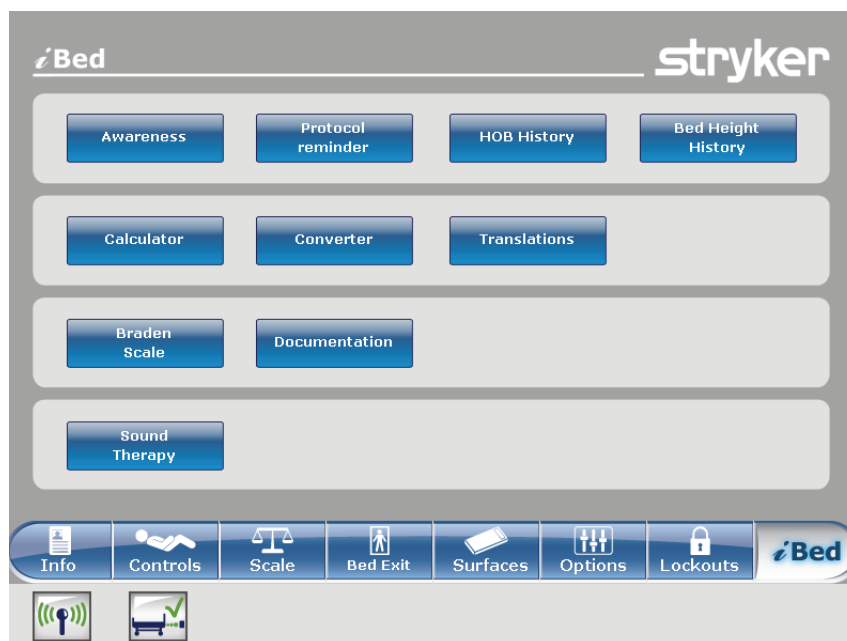 iBed
stryker
Awareness
Protocol
reminder
HOB History
Bed Height
History
Calculator
Converter
Translations
Braden
Scale
Documentation
Sound
Therapy
Info
Controls
Scale
Bed Exit
Surfaces
Options
Lockouts
iBed